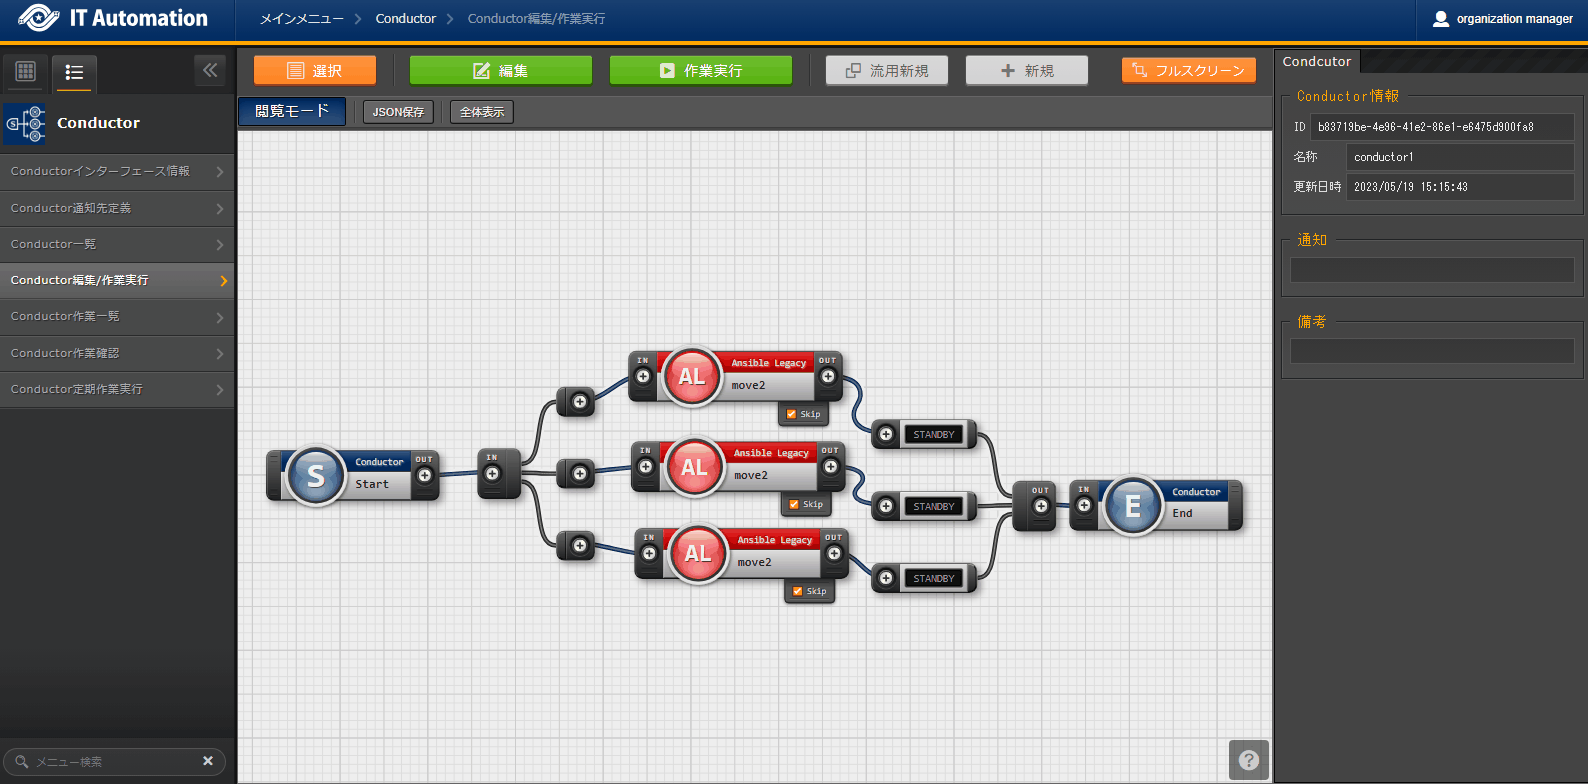 IT Automation
メインメニュー Conductor Conductor編集/作業実行
organization manager
選択 編集 作業実行 流用新規 新規 フルスクリーン
閲覧モード JSON保存 全体表示
Conductor
Conductorインターフェース情報
Conductor通知先定義
Conductor一覧
Conductor編集/作業実行
Conductor作業一覧
Conductor作業確認
Conductor定期作業実行
メニュー検索
S Conductor OUT
Start
IN
IN AL Ansible Legacy OUT
move2
Skip
IN AL Ansible Legacy OUT
move2
Skip
IN AL Ansible Legacy OUT
move2
Skip
STANDBY
STANDBY
STANDBY
OUT
IN E Conductor
End
Condcutor
Conductor情報
ID b83719be-4e96-41e2-86e1-e6475d900fa8
名称 conductor1
更新日時 2023/05/19 15:15:43
通知
備考
?